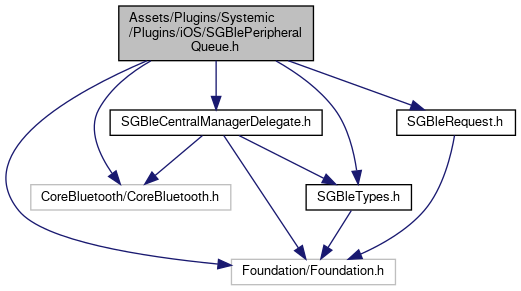 Assets/Plugins/Systemic
/Plugins/iOS/SGBlePeripheral
Queue.h
SGBleCentralManagerDelegate.h
SGBleRequest.h
CoreBluetooth/CoreBluetooth.h
SGBleTypes.h
Foundation/Foundation.h